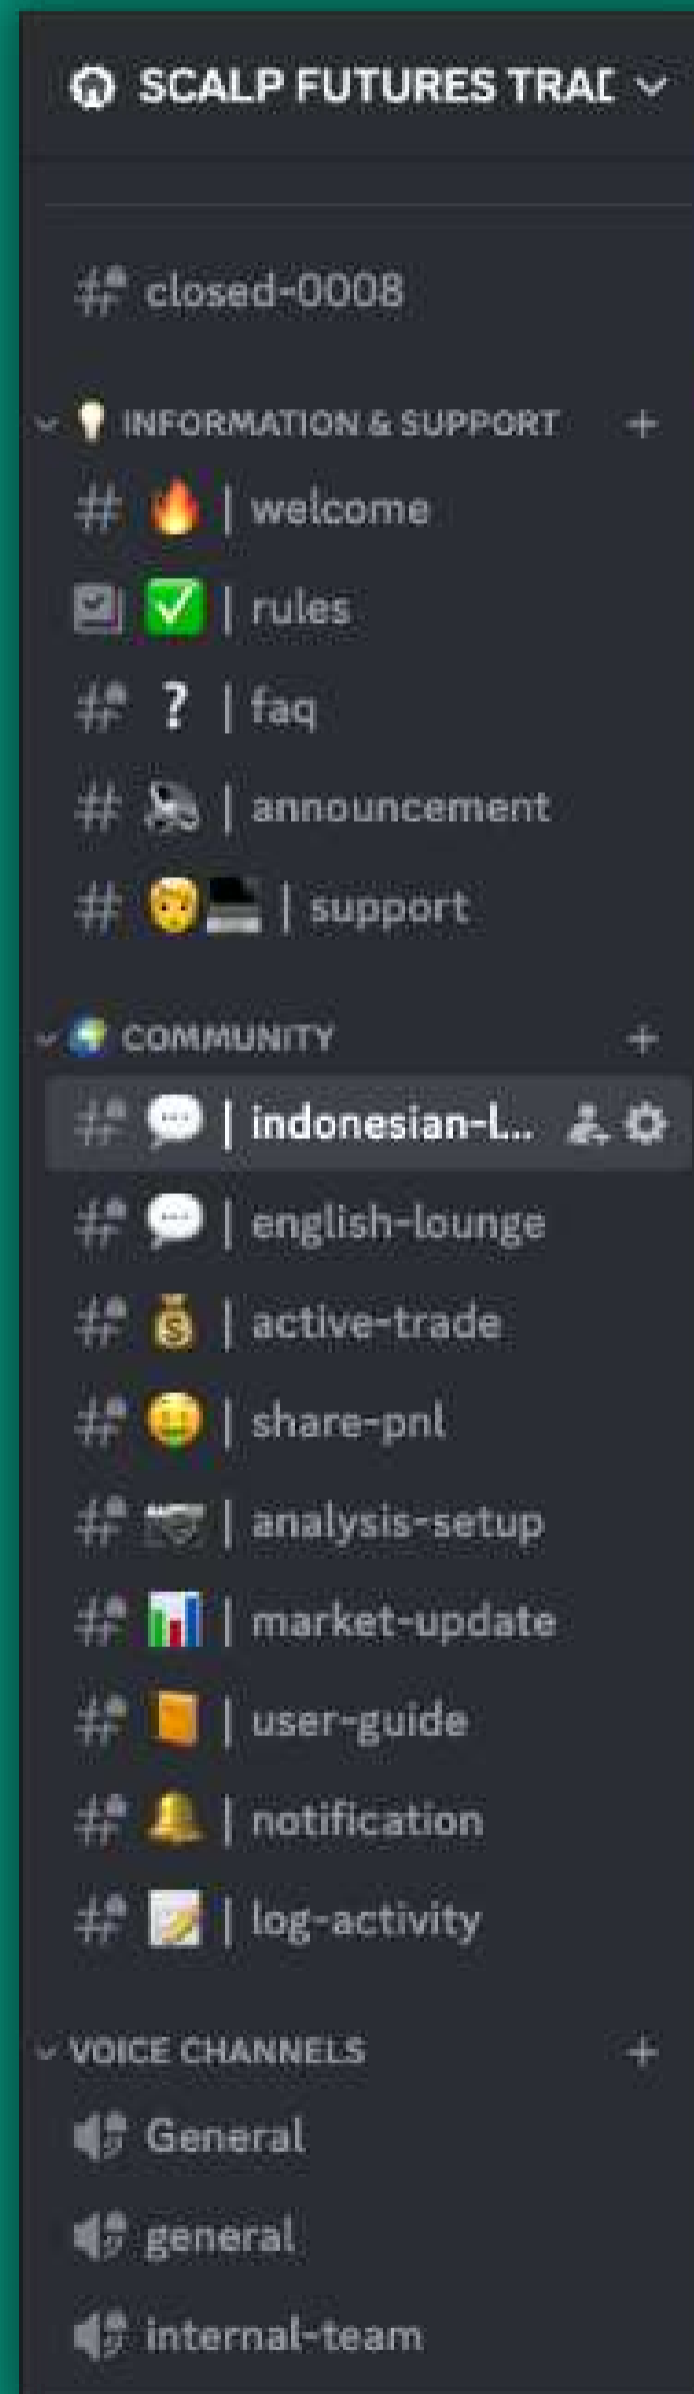 SCALP FUTURES TRAD
closed-0008
INFORMATION & SUPPORT
| welcome
| rules
? | faq
| announcement
| support
COMMUNITY
| indonesian-l...
| english-lounge
| active-trade
| share-pnl
| analysis-setup
| market-update
| user-guide
| notification
| log-activity
VOICE CHANNELS
General
general
internal-team